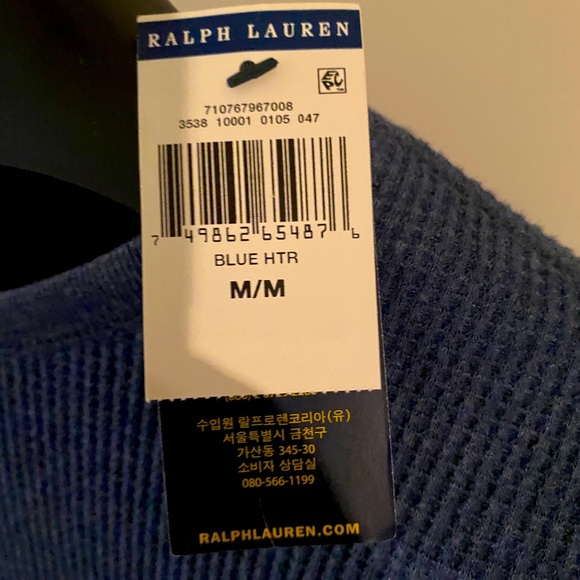 RALPH LAUREN
EPC™
710767967008
3538 10001 0105 047
7 49862 65487 6
BLUE HTR
M/M
수입원 랄프로렌코리아(유)
서울특별시 금천구
가산동 345-30
소비자 상담실
080-566-1199
RALPHLAUREN.COM